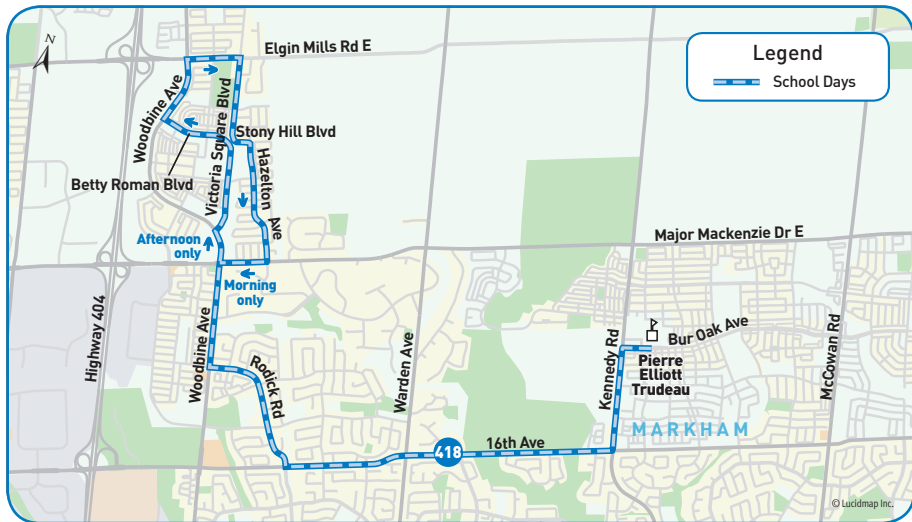 N
Elgin Mills Rd E
Legend
School Days
Woodbine Ave
Victoria Square Blvd
Stony Hill Blvd
Betty Roman Blvd
Hazelton Ave
Afternoon
only
Major Mackenzie Dr E
Morning
only
Highway 404
Woodbine Ave
Rodick Rd
Warden Ave
Kennedy Rd
Bur Oak Ave
McCowan Rd
Pierre
Elliott
Trudeau
MARKHAM
16th Ave
418
© Lucidmap Inc.